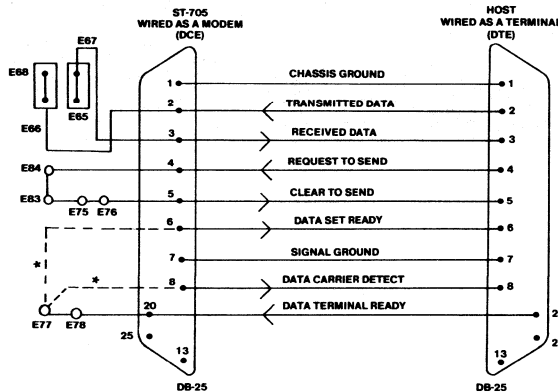 ST-705
WIRED AS A MODEM
(DCE)
HOST
WIRED AS A TERMINAL
(DTE)
E67
E68
E65
E66
1 CHASSIS GROUND 1
2 TRANSMITTED DATA 2
3 RECEIVED DATA 3
E84 4 REQUEST TO SEND 4
E83 E75 E76 5 CLEAR TO SEND 5
6 DATA SET READY 6
*
7 SIGNAL GROUND 7
*
8 DATA CARRIER DETECT 8
E77 E78 20 DATA TERMINAL READY 2
25 2
13 13
DB-25 DB-25